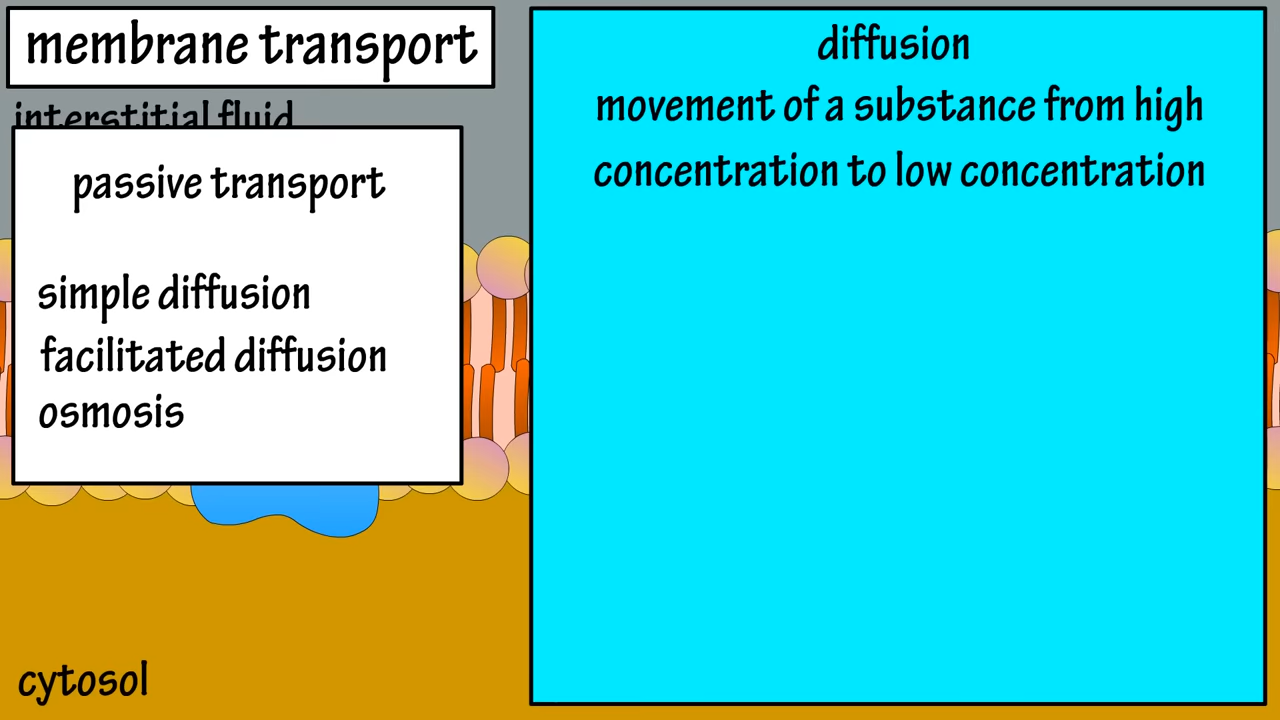 membrane transport
interstitial fluid
passive transport
simple diffusion
facilitated diffusion
osmosis
cytosol
diffusion
movement of a substance from high
concentration to low concentration